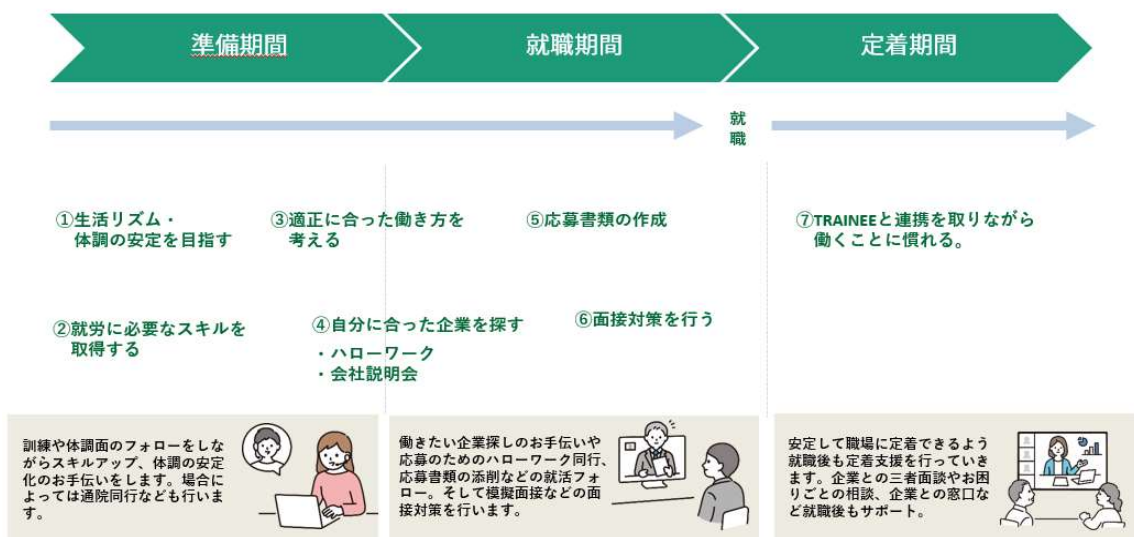 準備期間
就職期間
定着期間
就
職
①生活リズム・
体調の安定を目指す
③適正に合った働き方を
考える
⑤応募書類の作成
⑦TRAINEEと連携を取りながら
働くことに慣れる。
②就労に必要なスキルを
取得する
④自分に合った企業を探す
・ハローワーク
・会社説明会
⑥面接対策を行う
訓練や体調面のフォローをしな
がらスキルアップ、体調の安定
化のお手伝いをします。場合に
よっては通院同行なども行いま
す。
働きたい企業探しのお手伝いや
応募のためのハローワーク同行、
応募書類の添削などの就活フォ
ロー。そして模擬面接などの面
接対策を行います。
安定して職場に定着できるよう
就職後も定着支援を行っていき
ます。企業との三者面談やお困
りごとの相談、企業との窓口な
ど就職後もサポート。